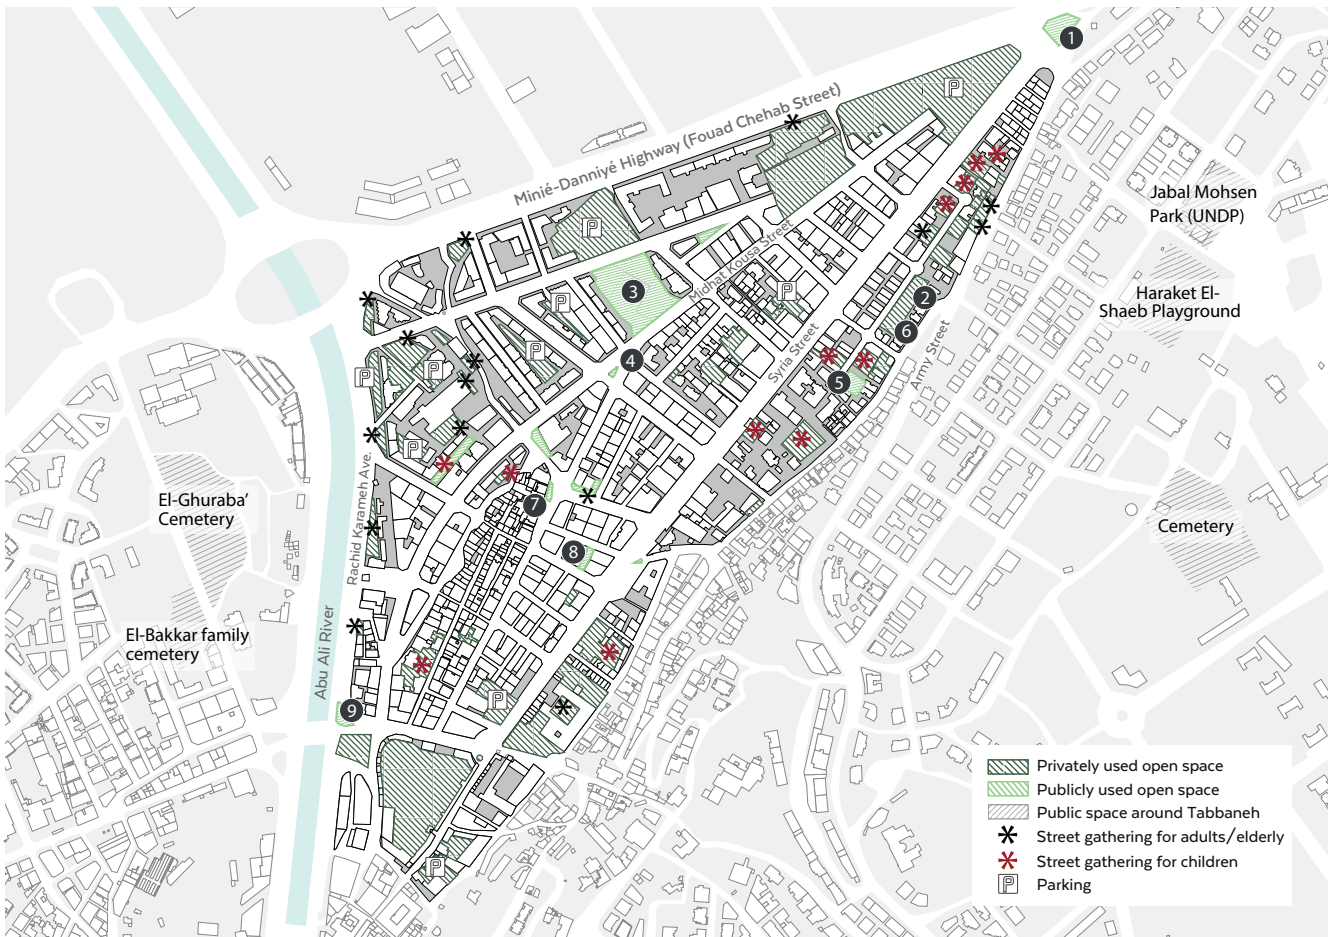 1
P
Minié-Danniyé Highway (Fouad Chehab Street)
Jabal Mohsen
Park (UNDP)
P
Midhat Kousa Street
3
P
P
2
Haraket El-
Shaeb Playground
6
Syria Street
Army Street
4
P
P
P
5
P
Rachid Karameh Ave.
El-Ghuraba’
Cemetery
7
Cemetery
8
El-Bakkar family
cemetery
Abu Ali River
P
9
P
Privately used open space
Publicly used open space
Public space around Tabbaneh
Street gathering for adults/elderly
Street gathering for children
P
Parking